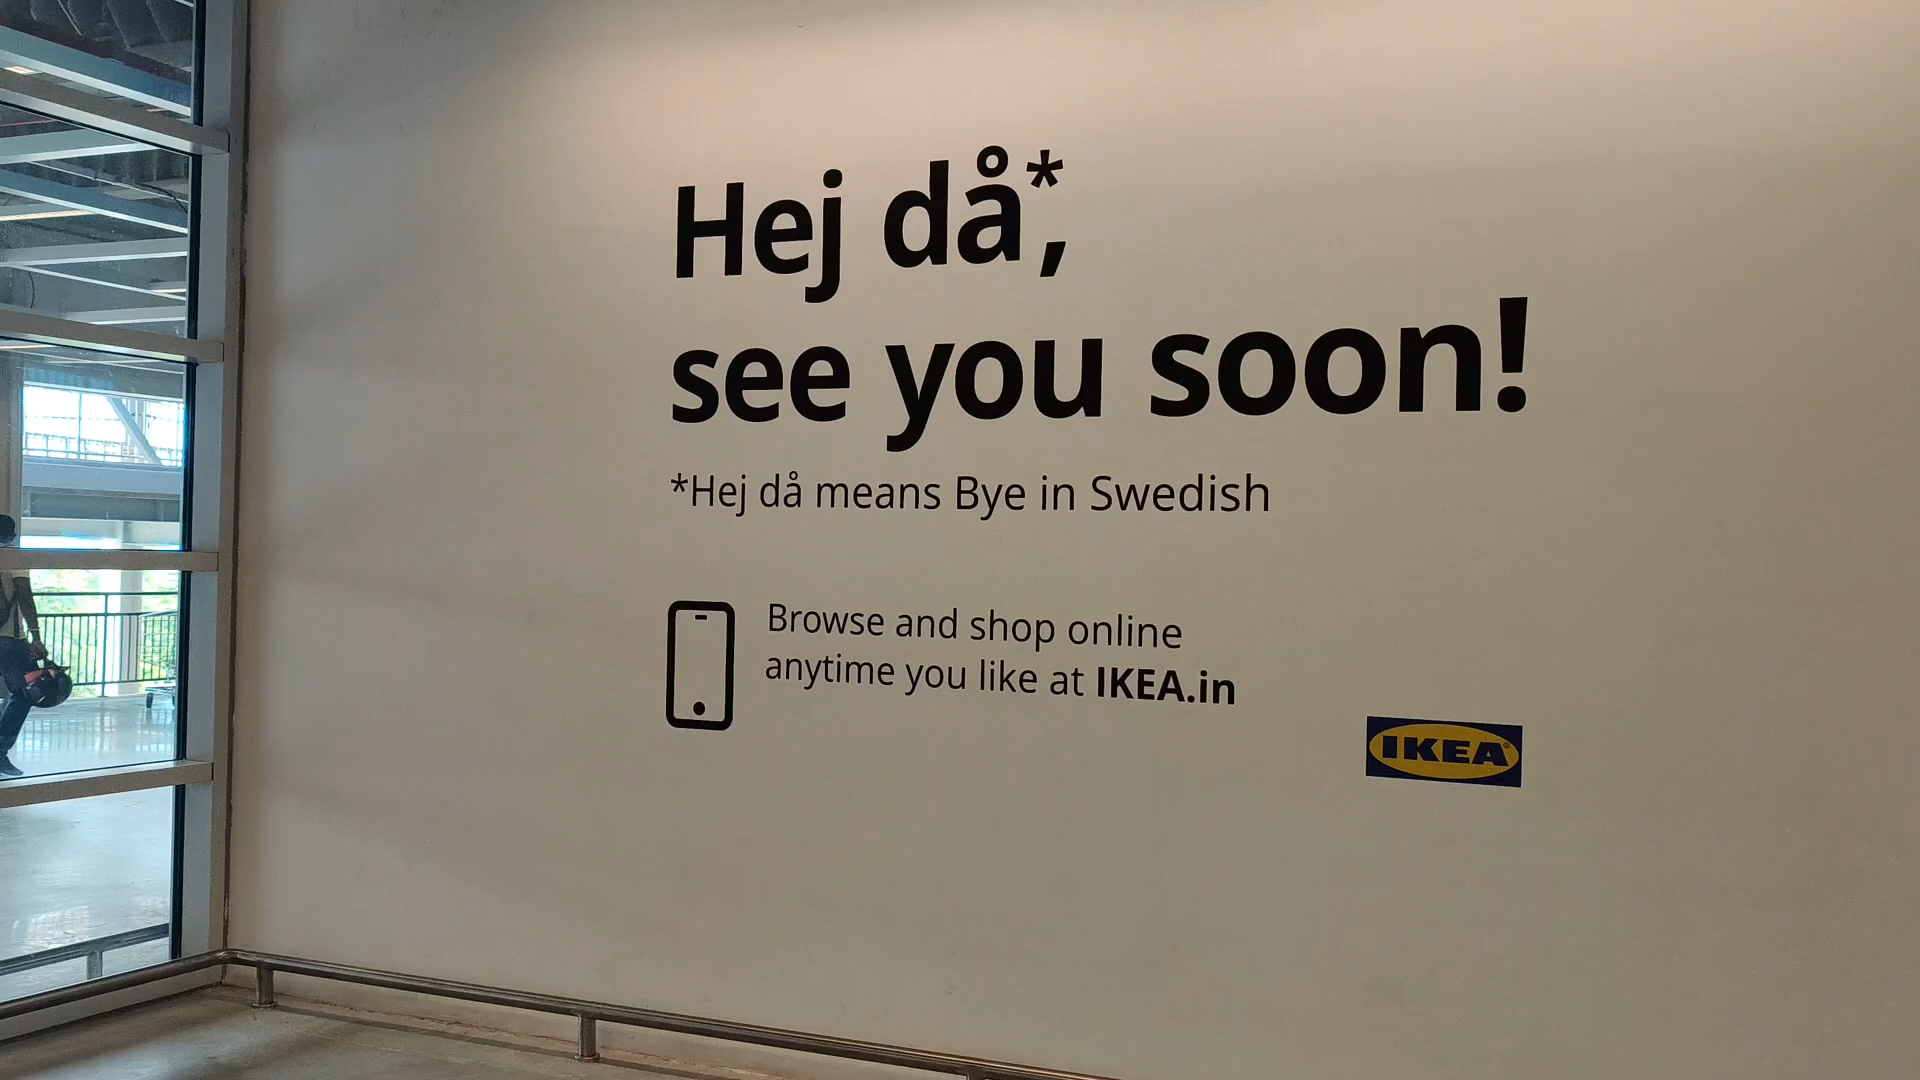 Hej då*,
see you soon!
*Hej då means Bye in Swedish
Browse and shop online
anytime you like at IKEA.in
IKEA®